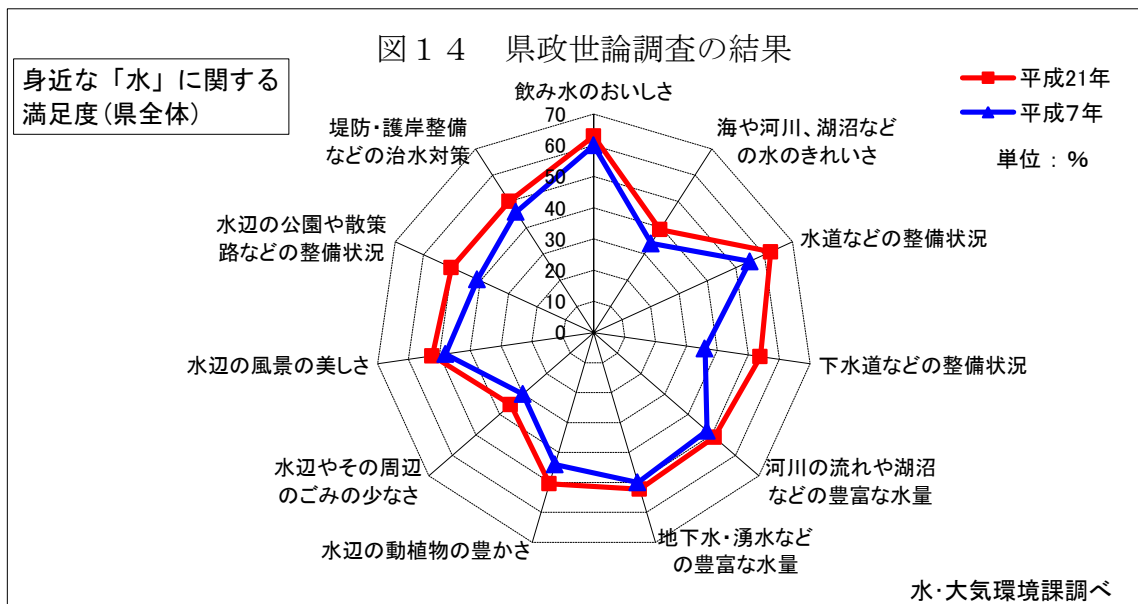 図１４　県政世論調査の結果
身近な「水」に関する
満足度(県全体)
平成21年
平成７年
単位：％
飲み水のおいしさ
海や河川、湖沼など
の水のきれいさ
水道などの整備状況
下水道などの整備状況
河川の流れや湖沼
などの豊富な水量
地下水・湧水など
の豊富な水量
水辺の動植物の豊かさ
水辺やその周辺
のごみの少なさ
水辺の風景の美しさ
水辺の公園や散策
路などの整備状況
堤防・護岸整備
などの治水対策
70
60
50
40
30
20
10
0
水・大気環境課調べ